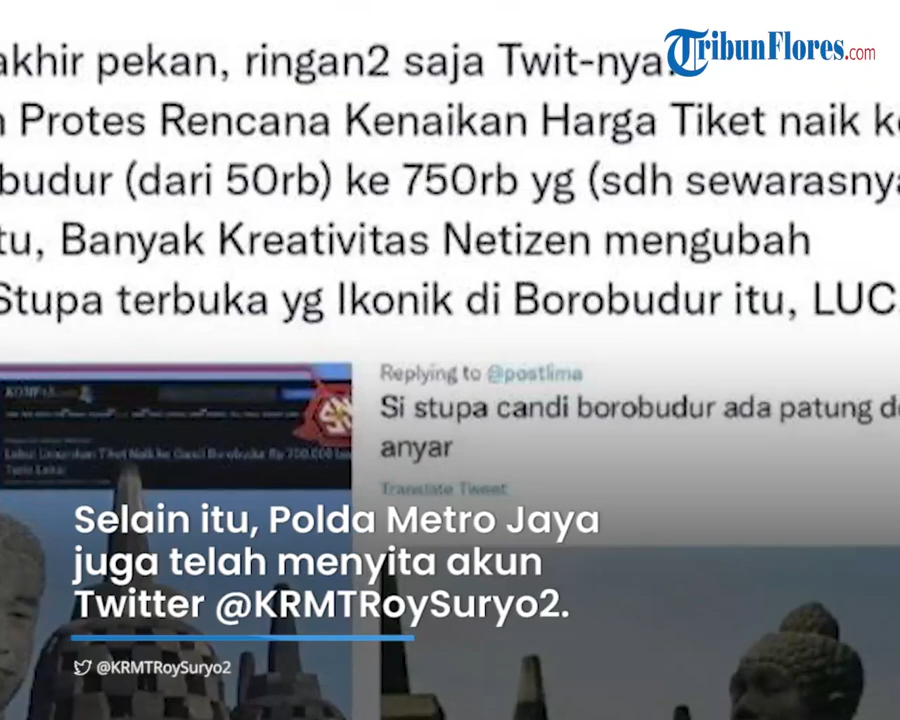 TribunFlores.com
akhir pekan, ringan2 saja Twit-nya.
Protes Rencana Kenaikan Harga Tiket naik
budur (dari 50rb) ke 750rb yg (sdh sewarasnya
tu, Banyak Kreativitas Netizen mengubah
Stupa terbuka yg Ikonik di Borobudur itu, LUC
Replying to @postlima
Si stupa candi borobudur ada patung
anyar
Translate Tweet
Selain itu, Polda Metro Jaya
juga telah menyita akun
Twitter @KRMTRoySuryo2.
@KRMTRoySuryo2